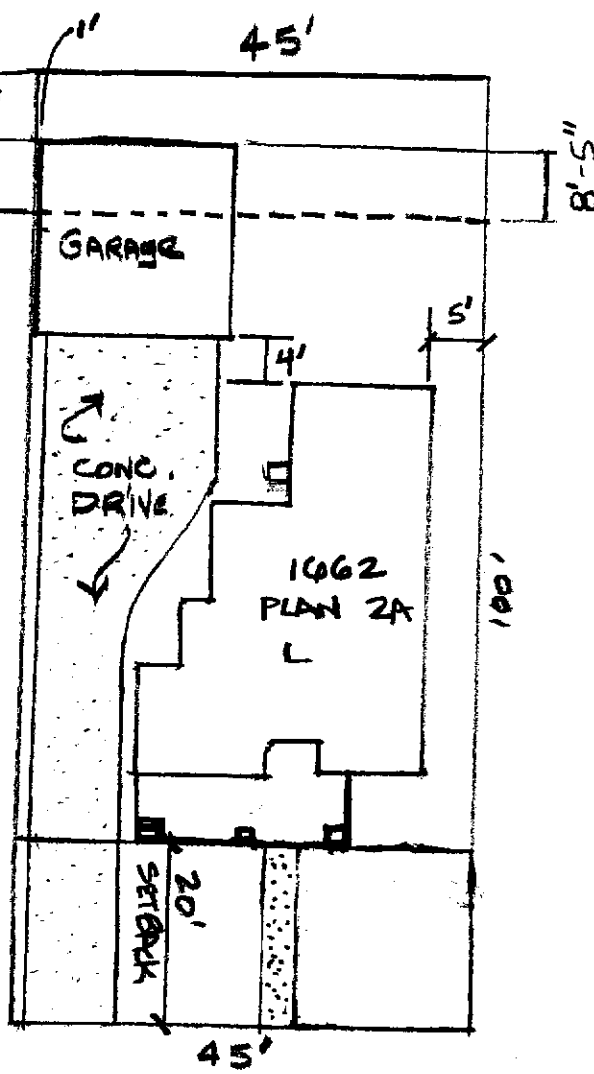 1'
45'
8'-5"
GARAGE
5'
4'
CONC.
DRIVE
1662
PLAN 2A
L
100'
20'
SETBACK
45'